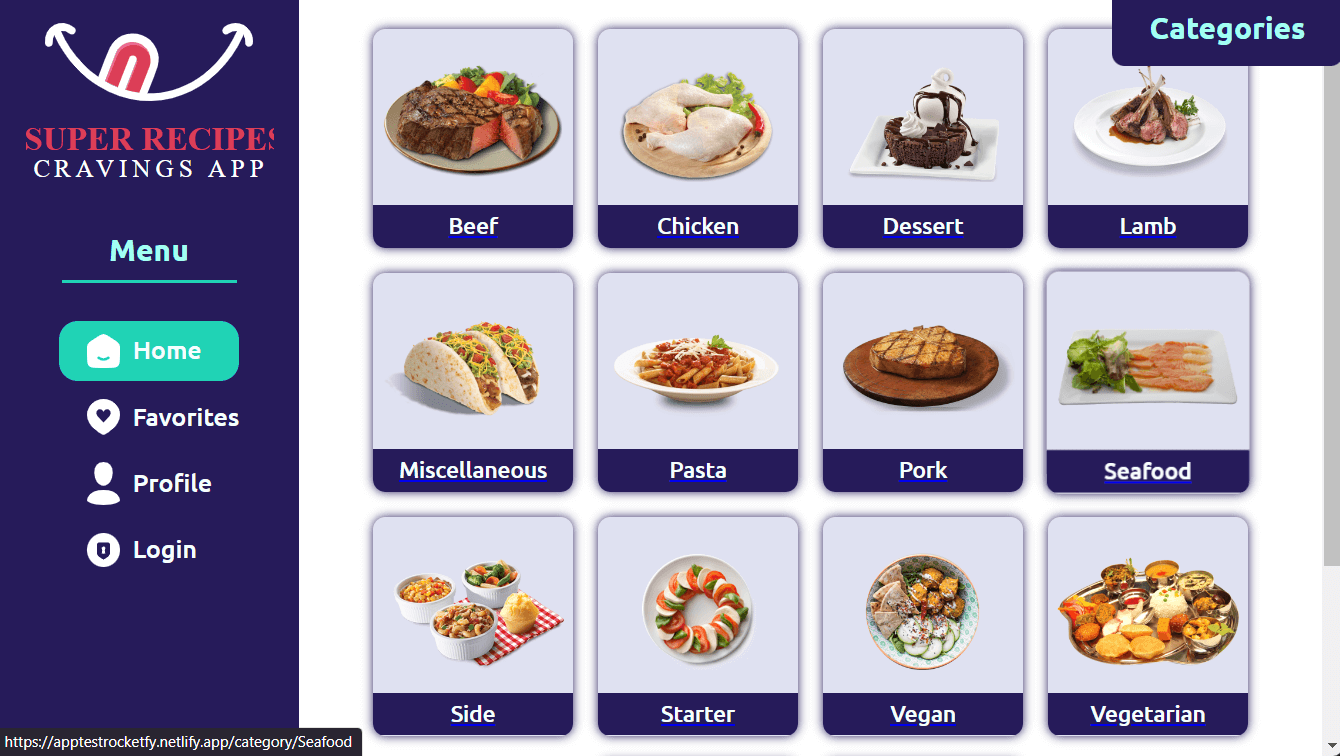 SUPER RECIPES
CRAVINGS APP
Menu
Home
Favorites
Profile
Login
Categories
Beef
Chicken
Dessert
Lamb
Miscellaneous
Pasta
Pork
Seafood
Side
Starter
Vegan
Vegetarian
https://apptestrocketfy.netlify.app/category/Seafood